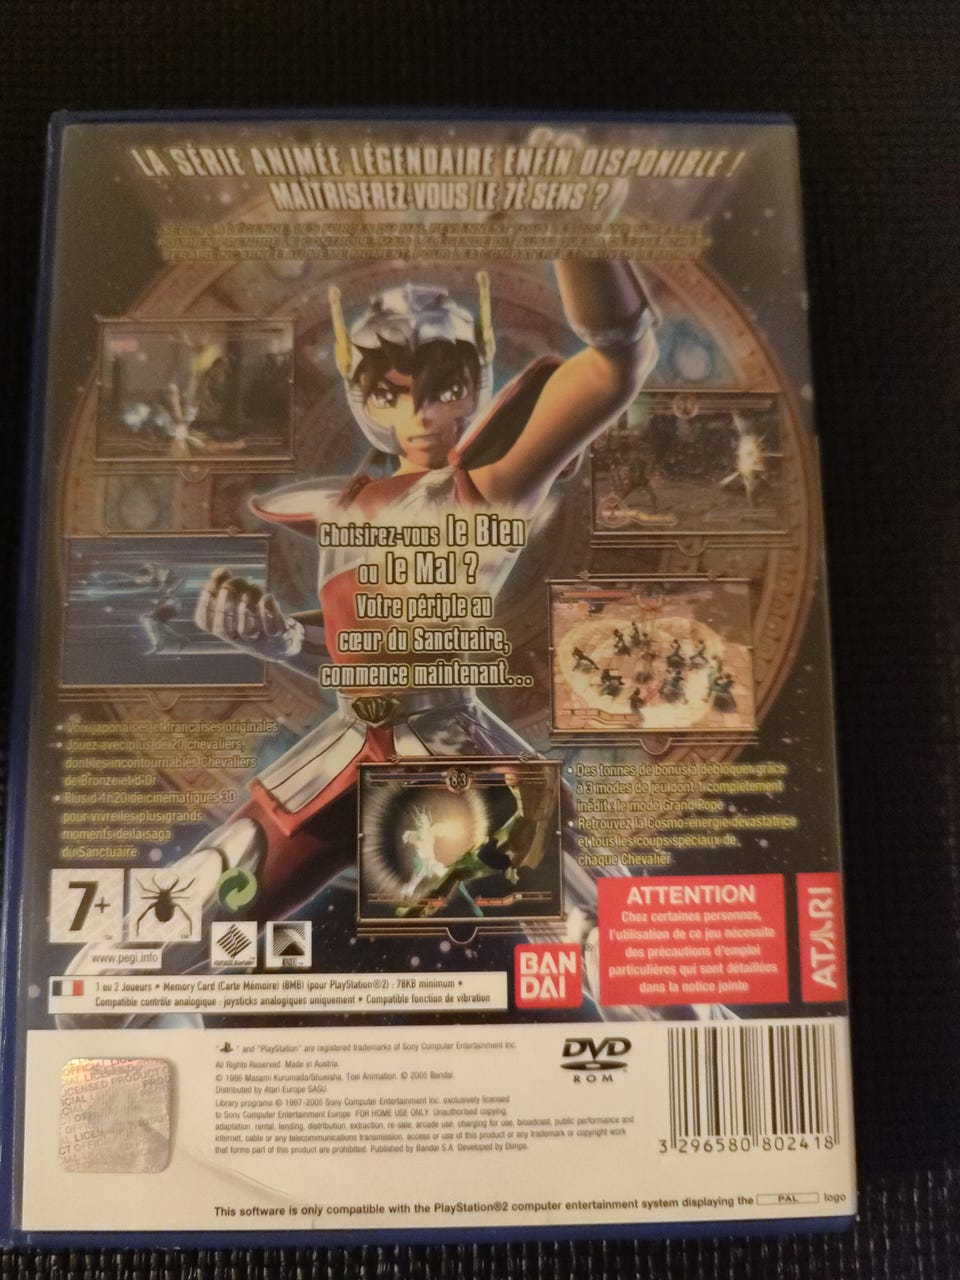 LA SÉRIE ANIMÉE LÉGENDAIRE ENFIN DISPONIBLE !
MAÎTRISEREZ-VOUS LE 7E SENS ?
Choisirez-vous le Bien
ou le Mal ?
Votre périple au
cœur du Sanctuaire,
commence maintenant...
• Voix japonaises et françaises originales
• Jouez avec plus de 20 chevaliers,
dont les incontournables Chevaliers
de Bronze et d'Or
• Plus d'1h20 de cinématiques 3D
pour vivre les plus grands
moments de la saga
du Sanctuaire
83
• Des tonnes de bonus à débloquer grâce
à 3 modes de jeu dont 1 complètement
inédit : le mode Grand Pope
• Retrouvez la Cosmo-énergie dévastatrice
et tous les coups spéciaux de
chaque Chevalier
7+
www.pegi.info
BAN
DAI
ATTENTION
Chez certaines personnes,
l'utilisation de ce jeu nécessite
des précautions d'emploi
particulières qui sont détaillées
dans la notice jointe
ATARI
1 ou 2 Joueurs • Memory Card (Carte Mémoire) (8MB) (pour PlayStation®2) : 78KB minimum •
Compatible contrôle analogique : joysticks analogiques uniquement • Compatible fonction de vibration
" " and "PlayStation" are registered trademarks of Sony Computer Entertainment Inc.
All Rights Reserved. Made in Austria.
© 1986 Masami Kurumada/Shueisha, Toei Animation. © 2005 Bandai.
Distributed by Atari Europe SASU.
Library programs © 1997-2005 Sony Computer Entertainment Inc. exclusively licensed
to Sony Computer Entertainment Europe. FOR HOME USE ONLY. Unauthorised copying,
adaptation, rental, lending, distribution, extraction, re-sale, arcade use, charging for use, broadcast, public performance and
internet, cable or any telecommunications transmission, access or use of this product or any trademark or copyright work
that forms part of this product are prohibited. Published by Bandai S.A. Developed by Dimps.
DVD
ROM
3 296580 802418
This software is only compatible with the PlayStation®2 computer entertainment system displaying the PAL logo